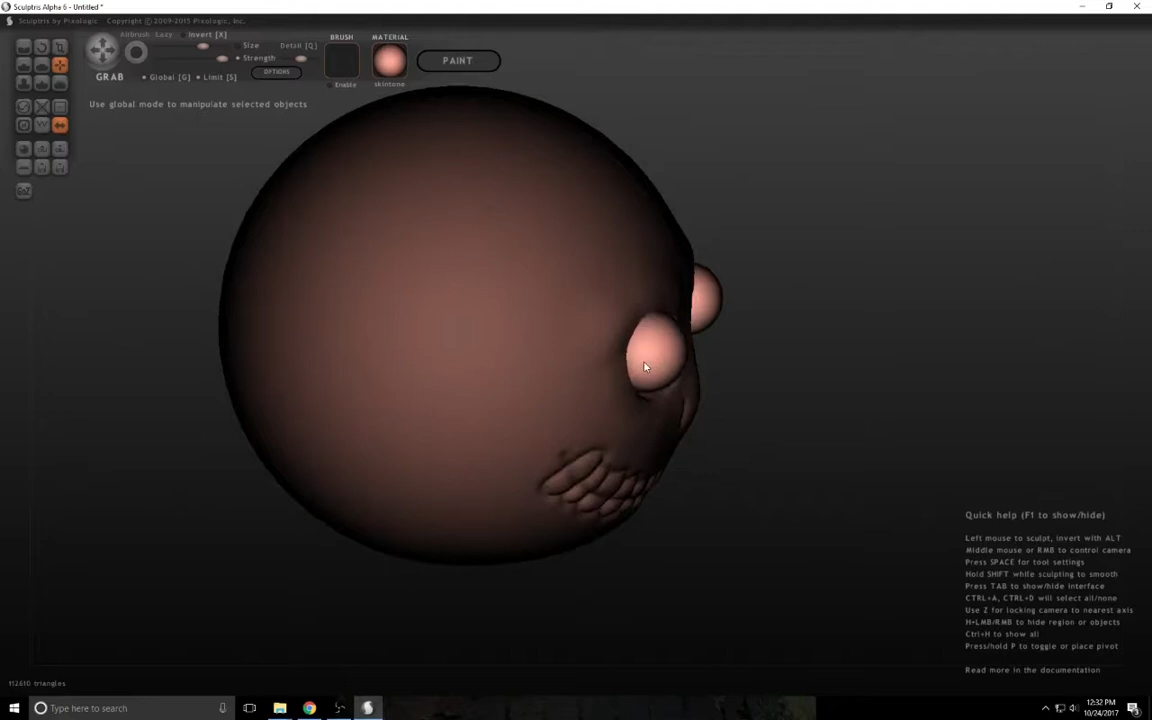 Sculptris Alpha 6 - Untitled *
Sculptris by Pixologic   Copyright (c) 2009-2015 Pixologic, Inc.
Airbrush Lazy Invert [X]
Size Detail [Q]
Strength
GRAB
Global [G] Limit [S]
OPTIONS
BRUSH
Enable
MATERIAL
skintone
PAINT
Use global mode to manipulate selected objects
GoZ
Quick help (F1 to show/hide)
Left mouse to sculpt, invert with ALT
Middle mouse or RMB to control camera
Press SPACE for tool settings
Hold SHIFT while sculpting to smooth
Press TAB to show/hide interface
CTRL+A, CTRL+D will select all/none
Use Z for locking camera to nearest axis
H+LMB/RMB to hide region or objects
Ctrl+H to show all
Press/hold P to toggle or place pivot
Read more in the documentation
112610 triangles
Type here to search
12:32 PM
10/24/2017